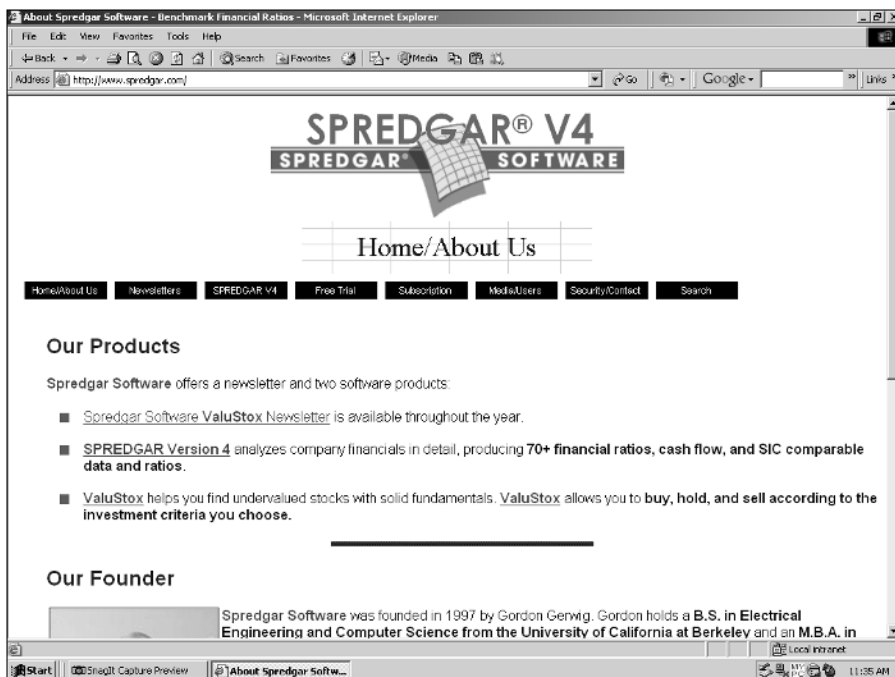 About Spredgar Software - Benchmark Financial Ratios - Microsoft Internet Explorer
File Edit View Favorites Tools Help
Back Search Favorites Media
Address http://www.spredgar.com/ Go Google Links
SPREDGAR® V4
SPREDGAR® SOFTWARE
Home/About Us
Home/About Us Newsletters SPREDGAR V4 Free Trial Subscription Media/Users Security/Contact Search
Our Products
Spredgar Software offers a newsletter and two software products:
Spredgar Software ValuStox Newsletter is available throughout the year.
SPREDGAR Version 4 analyzes company financials in detail, producing 70+ financial ratios, cash flow, and SIC comparable
data and ratios.
ValuStox helps you find undervalued stocks with solid fundamentals. ValuStox allows you to buy, hold, and sell according to the
investment criteria you choose.
Our Founder
Spredgar Software was founded in 1997 by Gordon Gerwig. Gordon holds a B.S. in Electrical
Engineering and Computer Science from the University of California at Berkeley and an M.B.A. in
Local intranet
Start SnagIt Capture Preview About Spredgar Softw... MY PC 11:35 AM